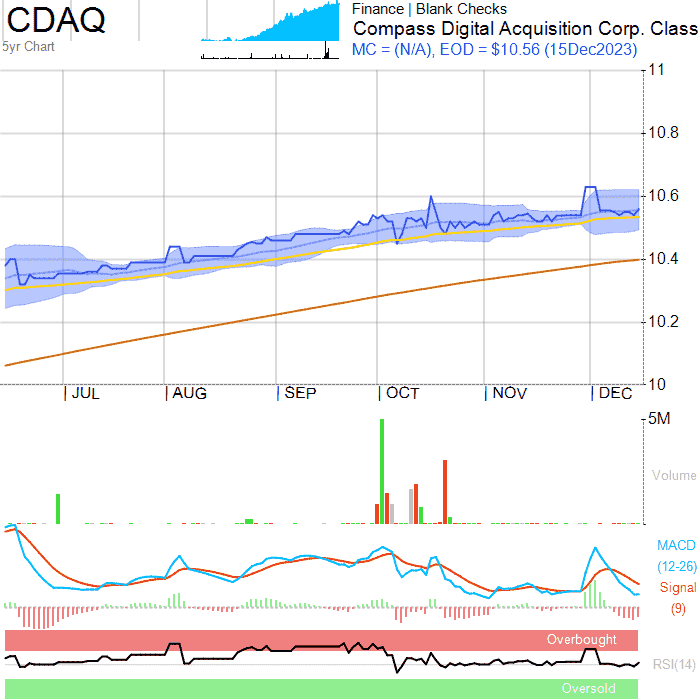 CDAQ
5yr Chart
Finance | Blank Checks
Compass Digital Acquisition Corp. Class
MC = (N/A), EOD = $10.56 (15Dec2023)
11
10.8
10.6
10.4
10.2
10
JUL AUG SEP OCT NOV DEC
5M
Volume
MACD
(12-26)
Signal
(9)
Overbought
RSI(14)
Oversold